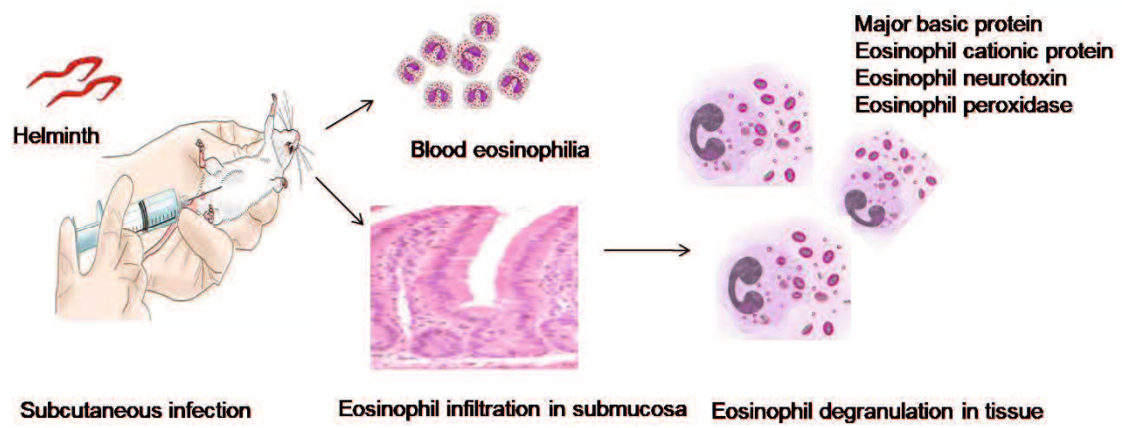 Helminth
Blood eosinophilia
Major basic protein
Eosinophil cationic protein
Eosinophil neurotoxin
Eosinophil peroxidase
Subcutaneous infection
Eosinophil infiltration in submucosa
Eosinophil degranulation in tissue